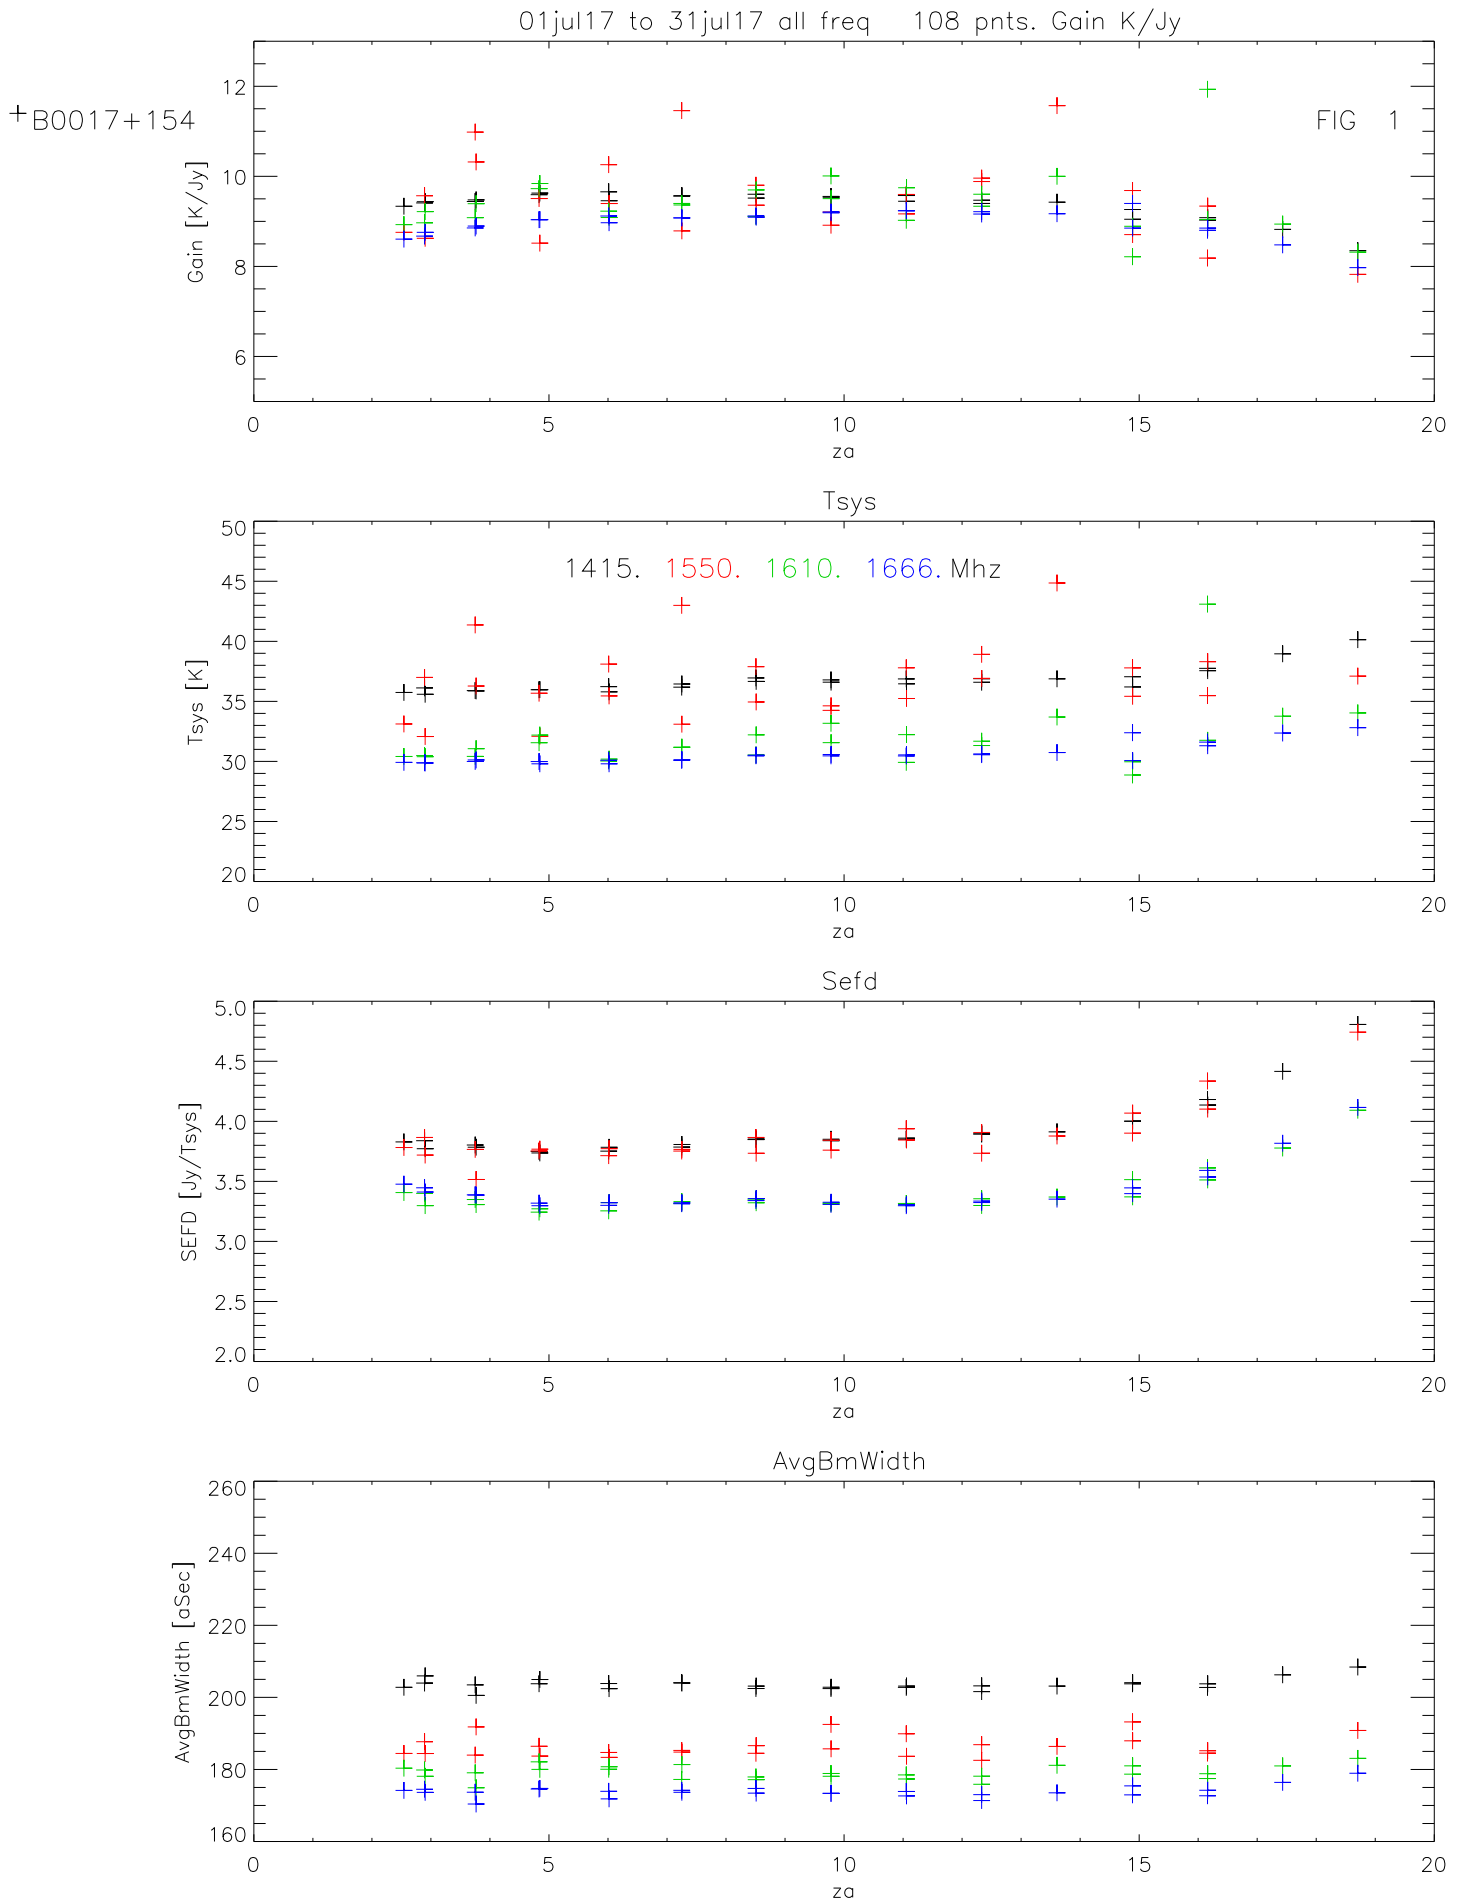 01jul17 to 31jul17 all freq 108 pnts. Gain K/Jy
+B0017+154
FIG 1
Gain [K/Jy]
12
10
8
6
0 5 10 15 20
za
Tsys
1415. 1550. 1610. 1666. Mhz
Tsys [K]
50
45
40
35
30
25
20
0 5 10 15 20
za
Sefd
SEFD [Jy/Tsys]
5.0
4.5
4.0
3.5
3.0
2.5
2.0
0 5 10 15 20
za
AvgBmWidth
AvgBmWidth [aSec]
260
240
220
200
180
160
0 5 10 15 20
za